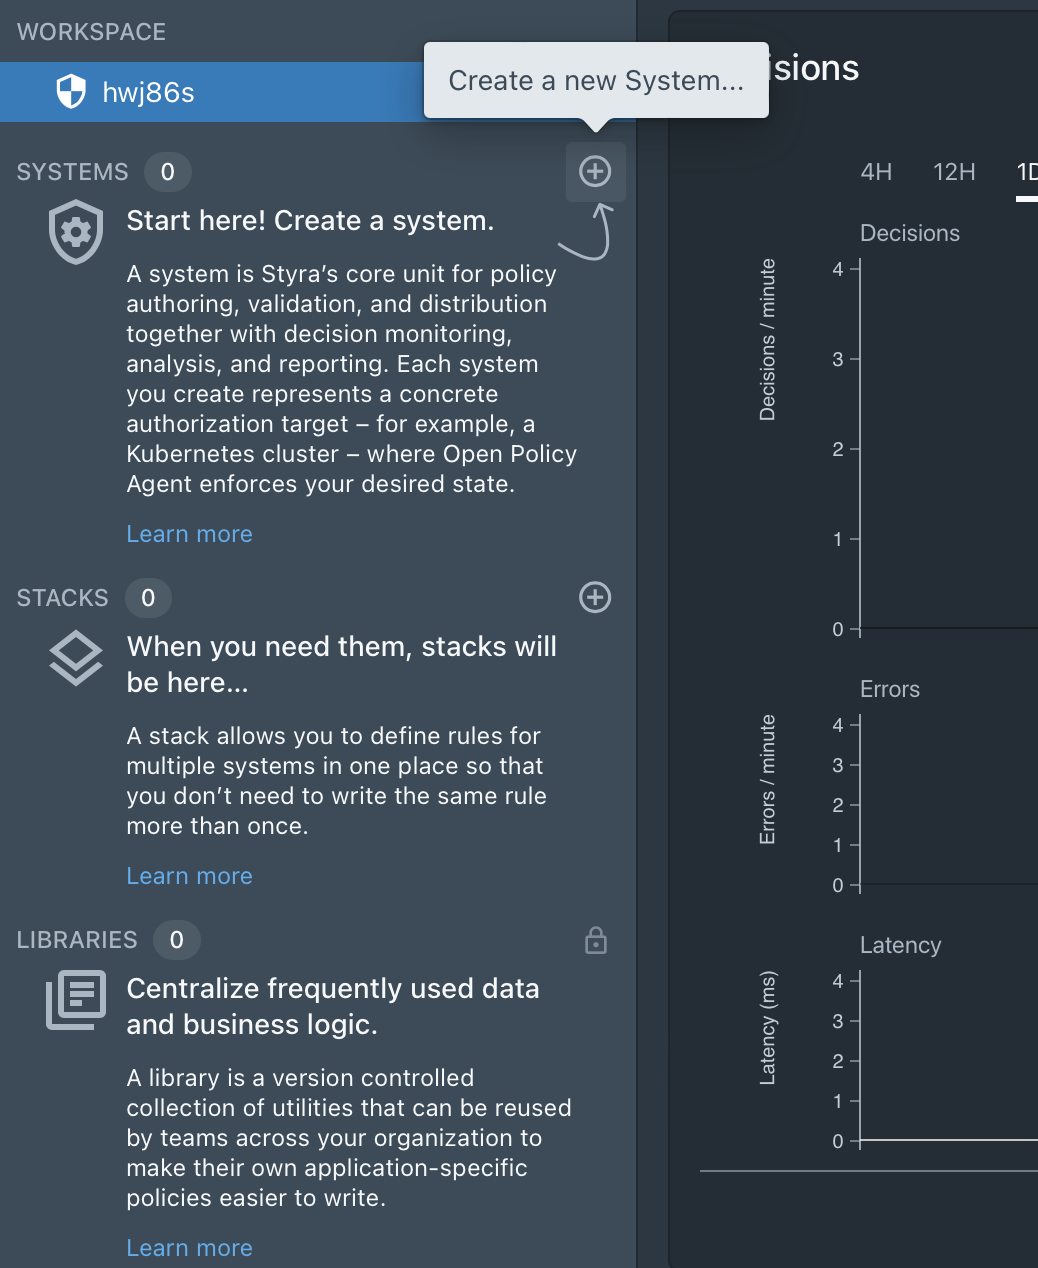 WORKSPACE
hwj86s
Create a new System...
SYSTEMS 0
Start here! Create a system.
A system is Styra’s core unit for policy
authoring, validation, and distribution
together with decision monitoring,
analysis, and reporting. Each system
you create represents a concrete
authorization target – for example, a
Kubernetes cluster – where Open Policy
Agent enforces your desired state.
Learn more
STACKS 0
When you need them, stacks will
be here...
A stack allows you to define rules for
multiple systems in one place so that
you don’t need to write the same rule
more than once.
Learn more
LIBRARIES 0
Centralize frequently used data
and business logic.
A library is a version controlled
collection of utilities that can be reused
by teams across your organization to
make their own application-specific
policies easier to write.
Learn more
isions
4H 12H 1D
Decisions
Decisions / minute
4
3
2
1
0
Errors
Errors / minute
4
3
2
1
0
Latency
Latency (ms)
4
3
2
1
0